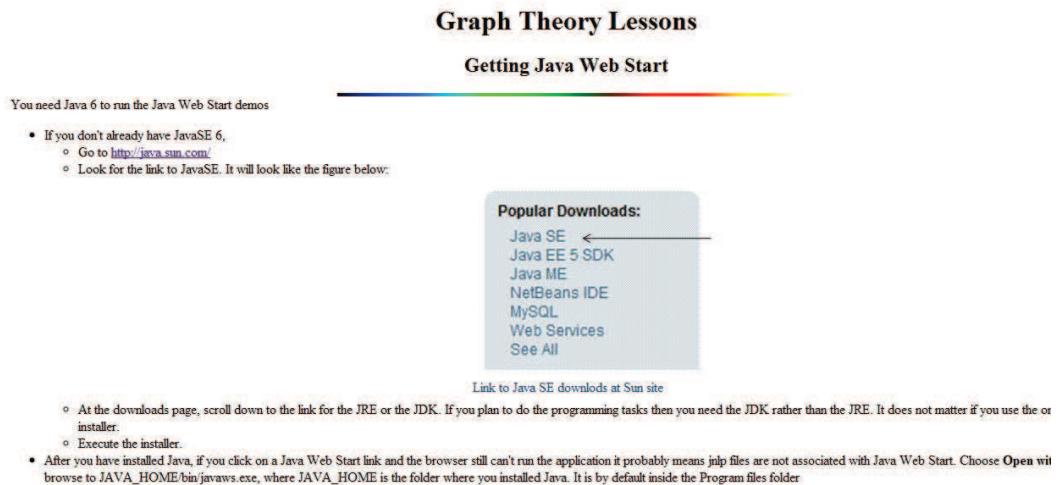 Graph Theory Lessons
Getting Java Web Start
You need Java 6 to run the Java Web Start demos
If you don't already have JavaSE 6,
Go to http://java.sun.com/
Look for the link to JavaSE. It will look like the figure below:
Popular Downloads:
Java SE
Java EE 5 SDK
Java ME
NetBeans IDE
MySQL
Web Services
See All
Link to Java SE downlods at Sun site
At the downloads page, scroll down to the link for the JRE or the JDK. If you plan to do the programming tasks then you need the JDK rather than the JRE. It does not matter if you use the
installer.
Execute the installer.
After you have installed Java, if you click on a Java Web Start link and the browser still can't run the application it probably means jnlp files are not associated with Java Web Start. Choose Open
browse to JAVA_HOME/bin/javaws.exe, where JAVA_HOME is the folder where you installed Java. It is by default inside the Program files folder